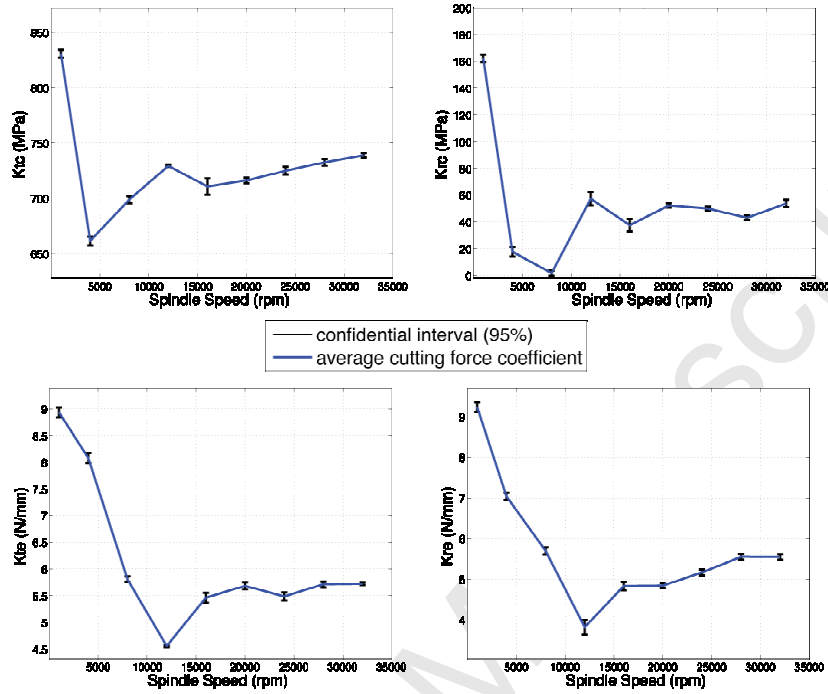 850
800
750
700
650
Ktc (MPa)
5000 10000 15000 20000 25000 30000 35000
Spindle Speed (rpm)
200
180
160
140
120
100
80
60
40
20
0
Krc (MPa)
5000 10000 15000 20000 25000 30000 35000
Spindle Speed (rpm)
confidential interval (95%)
average cutting force coefficient
9
8.5
8
7.5
7
6.5
6
5.5
5
4.5
Kte (N/mm)
5000 10000 15000 20000 25000 30000 35000
Spindle Speed (rpm)
9
8
7
6
5
4
Kre (N/mm)
5000 10000 15000 20000 25000 30000 35000
Spindle Speed (rpm)